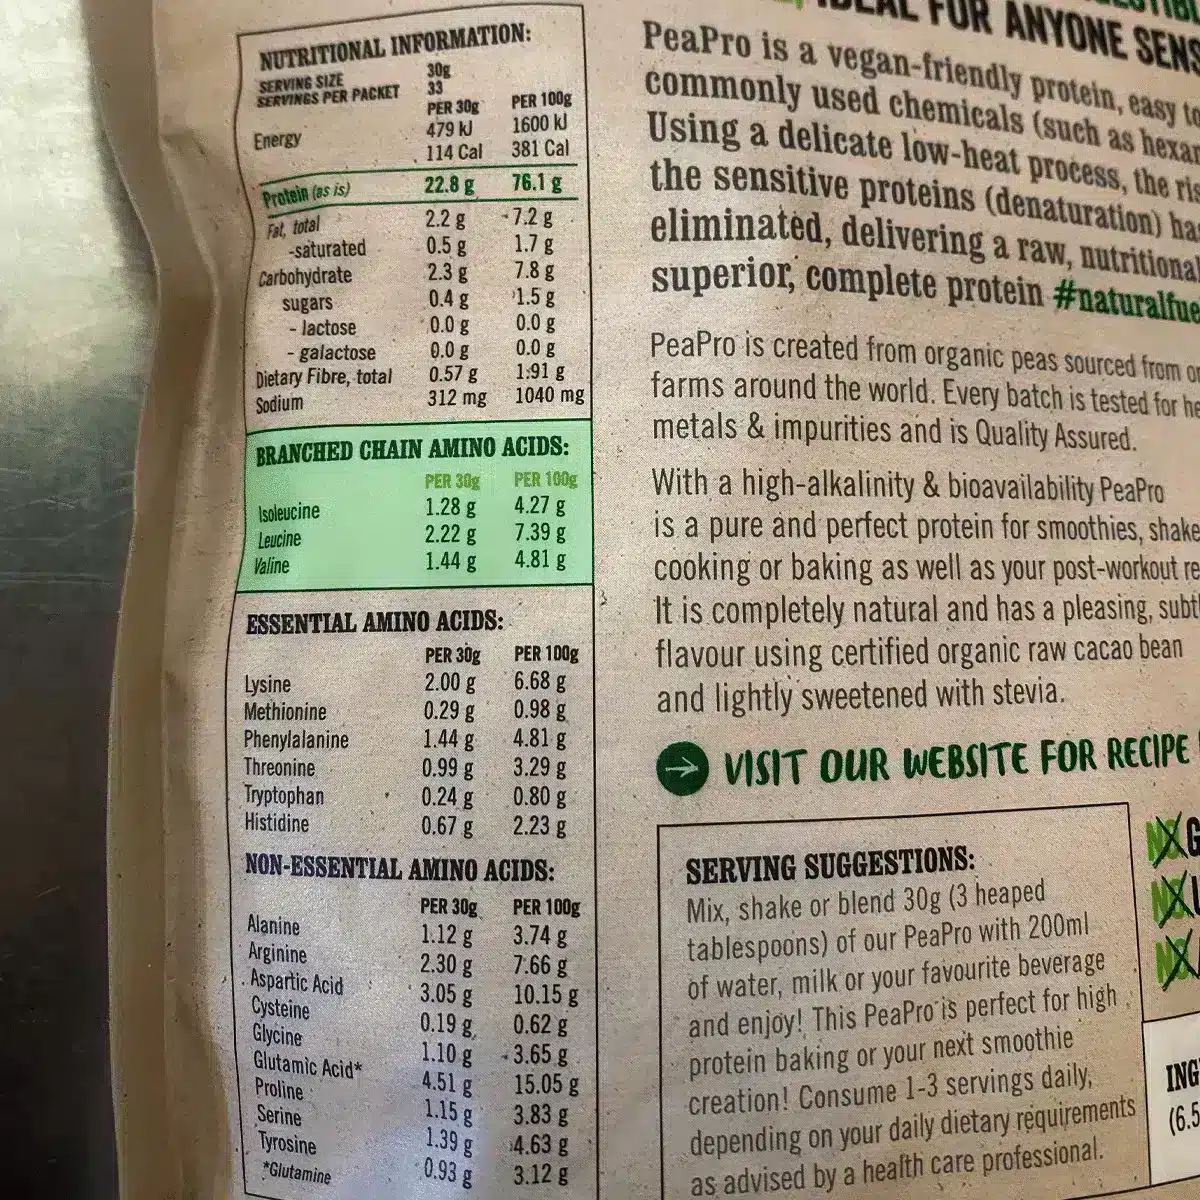 NUTRITIONAL INFORMATION:
SERVING SIZE 30g
SERVINGS PER PACKET 33
PER 30g PER 100g
Energy 479 kJ 1600 kJ
114 Cal 381 Cal
Protein (as is) 22.8 g 76.1 g
Fat, total 2.2 g 7.2 g
-saturated 0.5 g 1.7 g
Carbohydrate 2.3 g 7.8 g
sugars 0.4 g 1.5 g
- lactose 0.0 g 0.0 g
- galactose 0.0 g 0.0 g
Dietary Fibre, total 0.57 g 1.91 g
Sodium 312 mg 1040 mg
BRANCHED CHAIN AMINO ACIDS:
PER 30g PER 100g
Isoleucine 1.28 g 4.27 g
Leucine 2.22 g 7.39 g
Valine 1.44 g 4.81 g
ESSENTIAL AMINO ACIDS:
PER 30g PER 100g
Lysine 2.00 g 6.68 g
Methionine 0.29 g 0.98 g
Phenylalanine 1.44 g 4.81 g
Threonine 0.99 g 3.29 g
Tryptophan 0.24 g 0.80 g
Histidine 0.67 g 2.23 g
NON-ESSENTIAL AMINO ACIDS:
PER 30g PER 100g
Alanine 1.12 g 3.74 g
Arginine 2.30 g 7.66 g
Aspartic Acid 3.05 g 10.15 g
Cysteine 0.19 g 0.62 g
Glycine 1.10 g 3.65 g
Glutamic Acid* 4.51 g 15.05 g
Proline 1.15 g 3.83 g
Serine 1.39 g 4.63 g
Tyrosine 0.93 g 3.12 g
*Glutamine
FOR ANYONE
PeaPro is a vegan-friendly protein, easy to
commonly used chemicals (such as
Using a delicate low-heat process, the
the sensitive proteins (denaturation)
eliminated, delivering a raw,
superior, complete protein
PeaPro is created from organic peas sourced from
farms around the world. Every batch is tested for
metals & impurities and is Quality Assured.
With a high-alkalinity & bioavailability PeaPro
is a pure and perfect protein for smoothies,
cooking or baking as well as your post-workout
It is completely natural and has a pleasing,
flavour using certified organic raw cacao bean
and lightly sweetened with stevia.
VISIT OUR WEBSITE FOR RECIPE
SERVING SUGGESTIONS:
Mix, shake or blend 30g (3 heaped
tablespoons) of our PeaPro with 200ml
of water, milk or your favourite beverage
and enjoy! This PeaPro is perfect for high
protein baking or your next smoothie
creation! Consume 1-3 servings daily,
depending on your daily dietary requirements
as advised by a health care professional.
NO
NO
NO